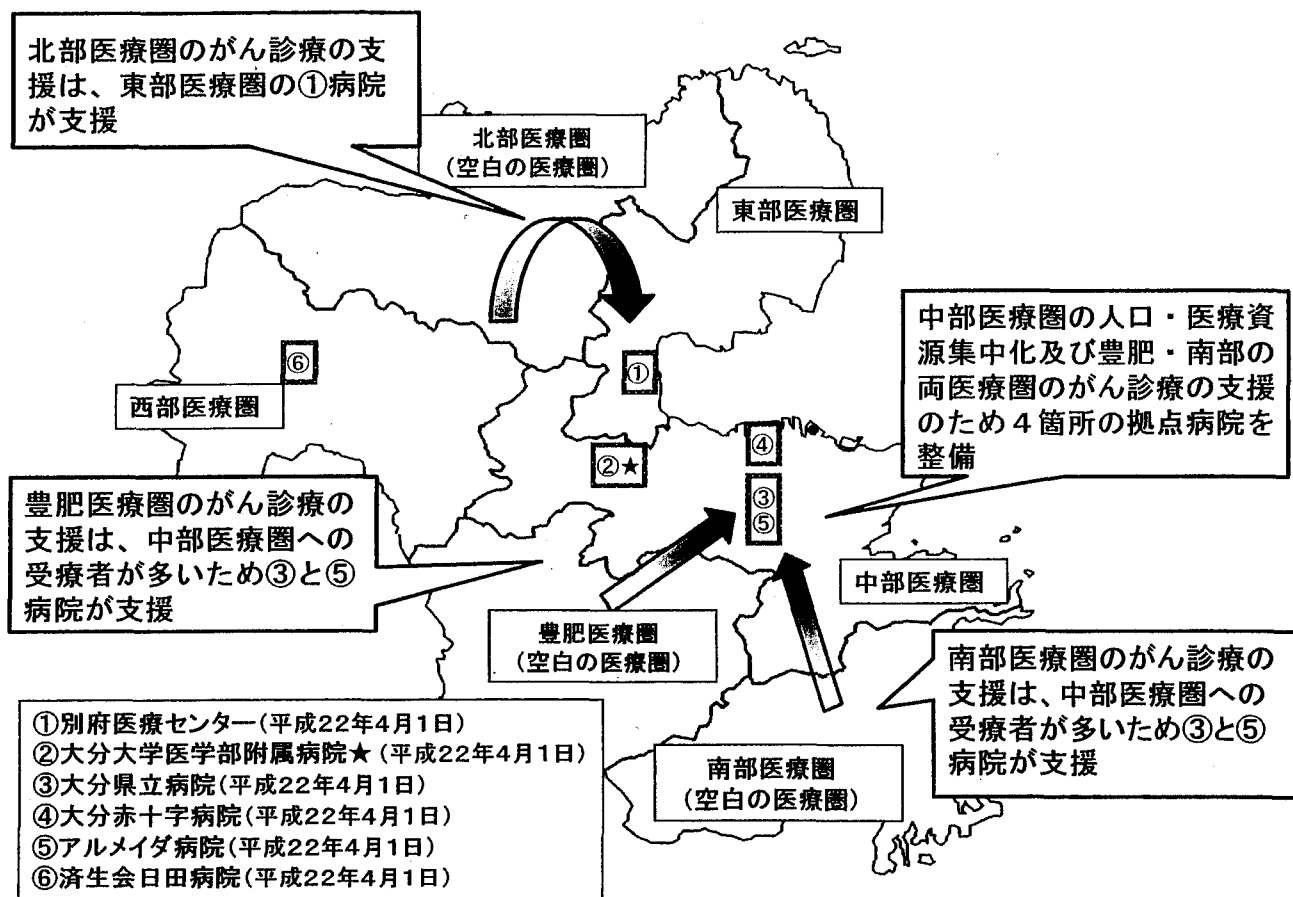 北部医療圏のがん診療の支
援は、東部医療圏の①病院
が支援
北部医療圏
(空白の医療圏)
東部医療圏
中部医療圏の人口・医療資
源集中化及び豊肥・南部の
両医療圏のがん診療の支援
のため4箇所の拠点病院を
整備
⑥
①
西部医療圏
④
②★
③
⑤
豊肥医療圏のがん診療の
支援は、中部医療圏への
受療者が多いため③と⑤
病院が支援
中部医療圏
豊肥医療圏
(空白の医療圏)
南部医療圏のがん診療の
支援は、中部医療圏への
受療者が多いため③と⑤
病院が支援
南部医療圏
(空白の医療圏)
①別府医療センター(平成22年4月1日)
②大分大学医学部附属病院★(平成22年4月1日)
③大分県立病院(平成22年4月1日)
④大分赤十字病院(平成22年4月1日)
⑤アルメイダ病院(平成22年4月1日)
⑥済生会日田病院(平成22年4月1日)